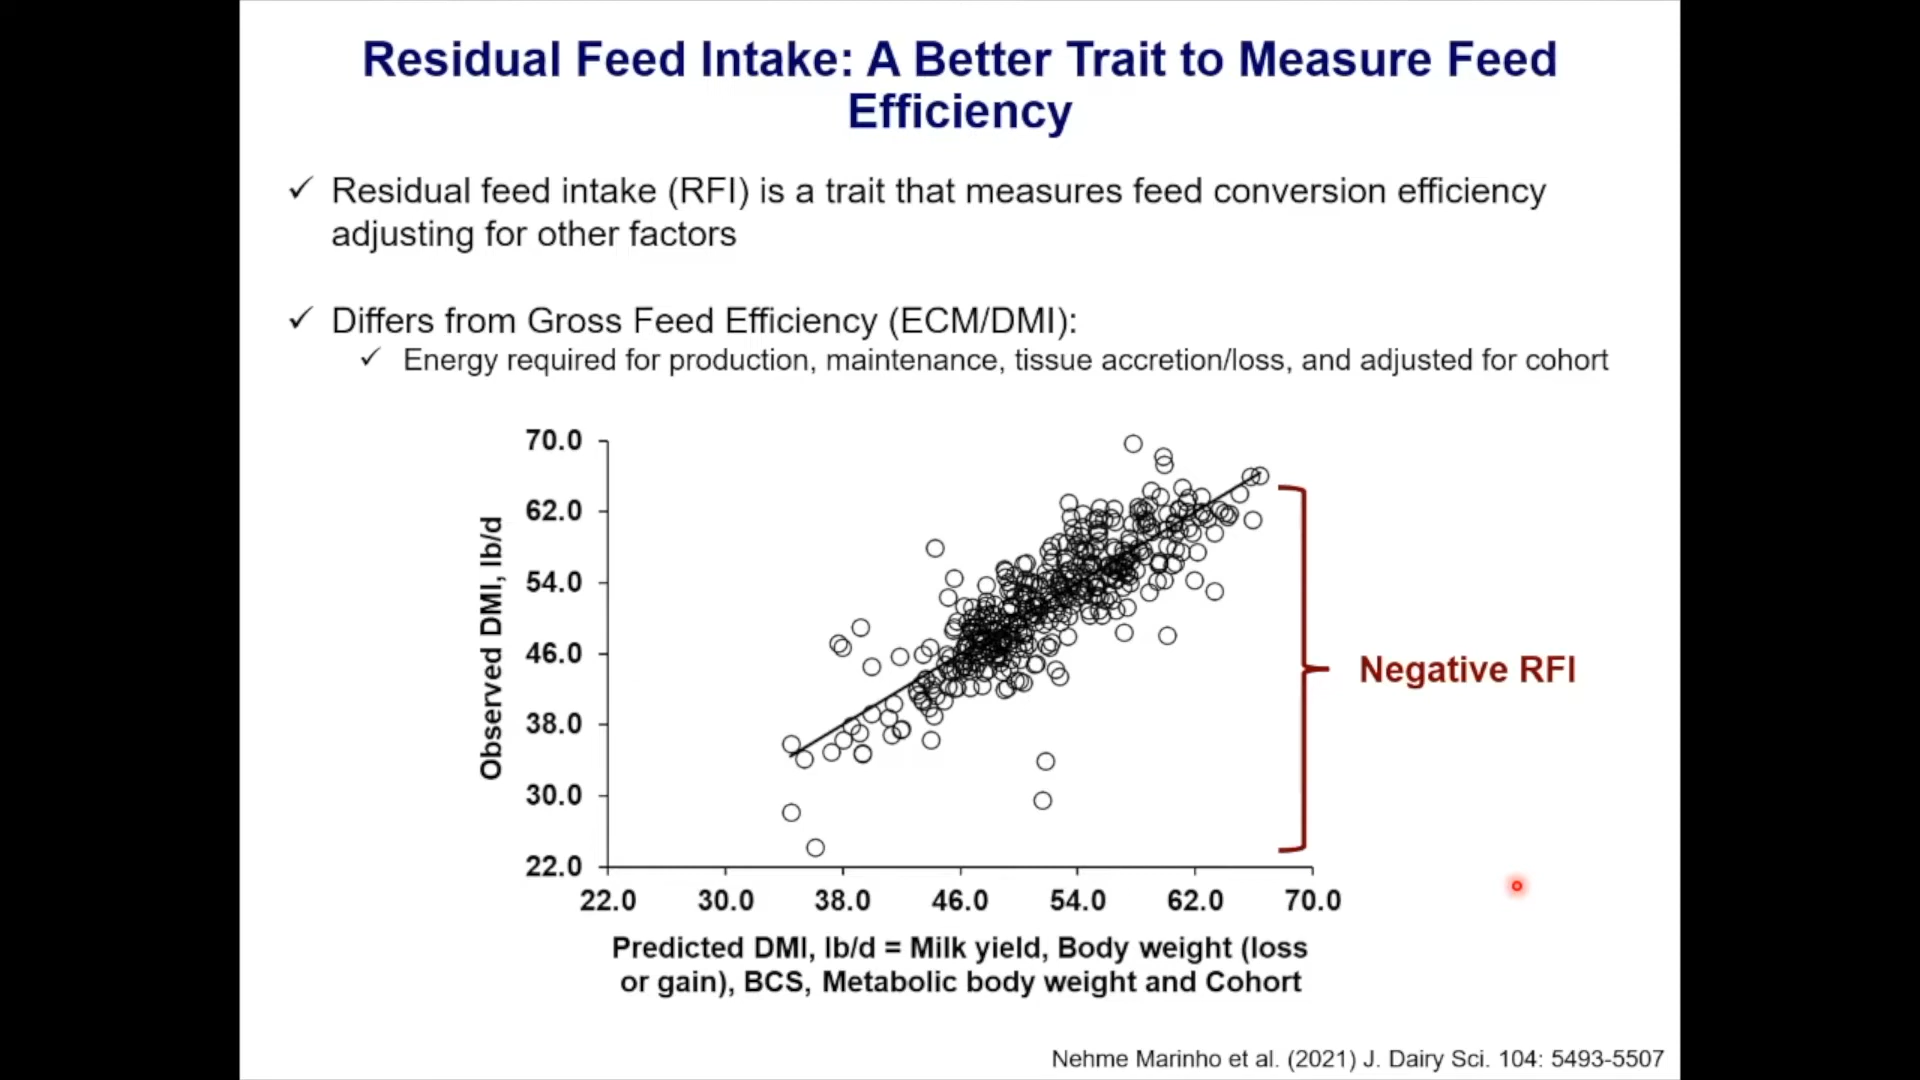 Residual Feed Intake: A Better Trait to Measure Feed
Efficiency
✓ Residual feed intake (RFI) is a trait that measures feed conversion efficiency
adjusting for other factors
✓ Differs from Gross Feed Efficiency (ECM/DMI):
✓ Energy required for production, maintenance, tissue accretion/loss, and adjusted for cohort
Observed DMI, lb/d
70.0
62.0
54.0
46.0
38.0
30.0
22.0
22.0 30.0 38.0 46.0 54.0 62.0 70.0
Negative RFI
Predicted DMI, lb/d = Milk yield, Body weight (loss
or gain), BCS, Metabolic body weight and Cohort
Nehme Marinho et al. (2021) J. Dairy Sci. 104: 5493-5507